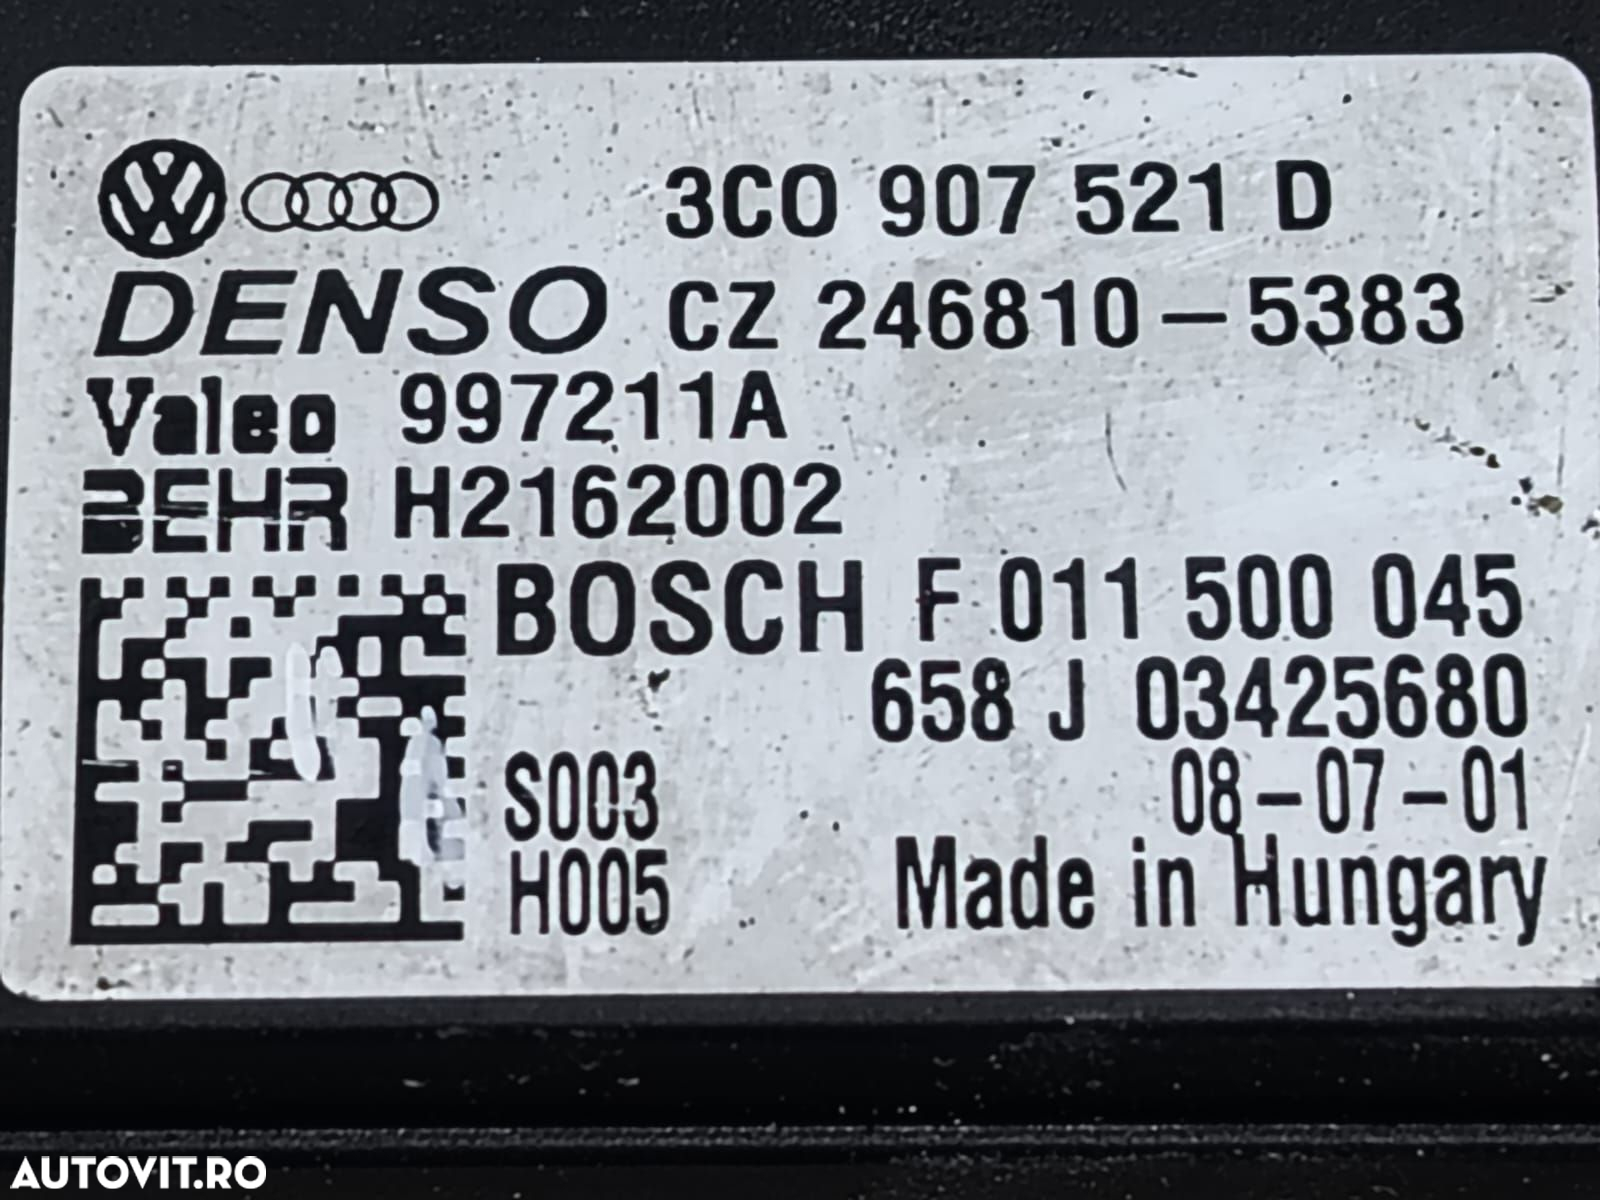 3C0 907 521 D
DENSO CZ 246810-5383
Valeo 997211A
BEHR H2162002
BOSCH F 011 500 045
658 J 03425680
S003 08-07-01
H005 Made in Hungary
AUTOVIT.RO